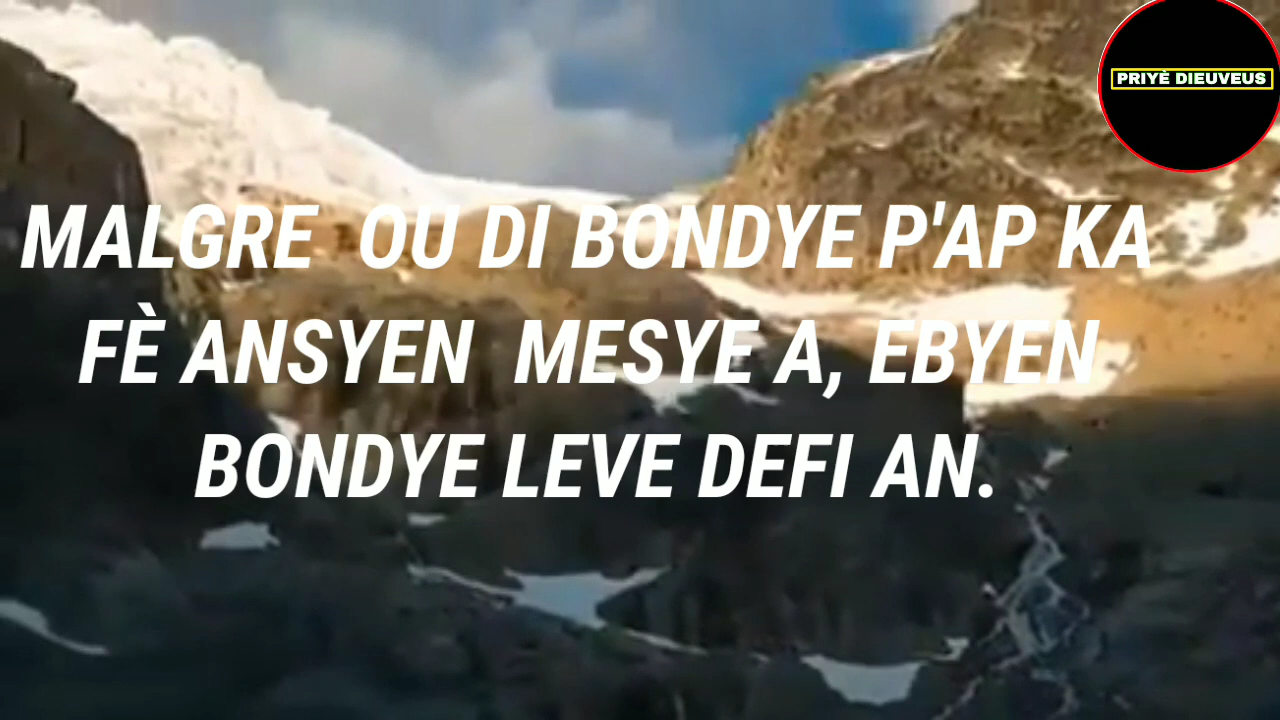 PRIYÈ DIEUVEUS
MALGRE OU DI BONDYE P'AP KA
FÈ ANSYEN MESYE A, EBYEN
BONDYE LEVE DEFI AN.